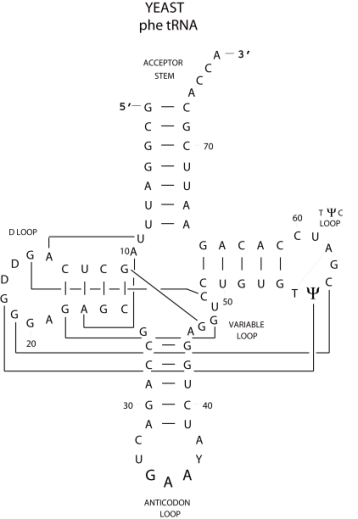 YEAST
phe tRNA
A — 3'
C
C
A
ACCEPTOR
STEM
5' — G — C
C — G
G — C 70
G — U
A — U
U — A
U — A
U
D LOOP
10 A
60
T Ψ C
LOOP
G A C A C C U
A
G
C
C U G U G T Ψ
D G A C U C G
D
G
G G A G A G C
20
C
U 50
G
A G
VARIABLE
LOOP
G
C — G
C — G
A — U
30 G — C 40
A — U
C A
U Y
G A A
ANTICODON
LOOP